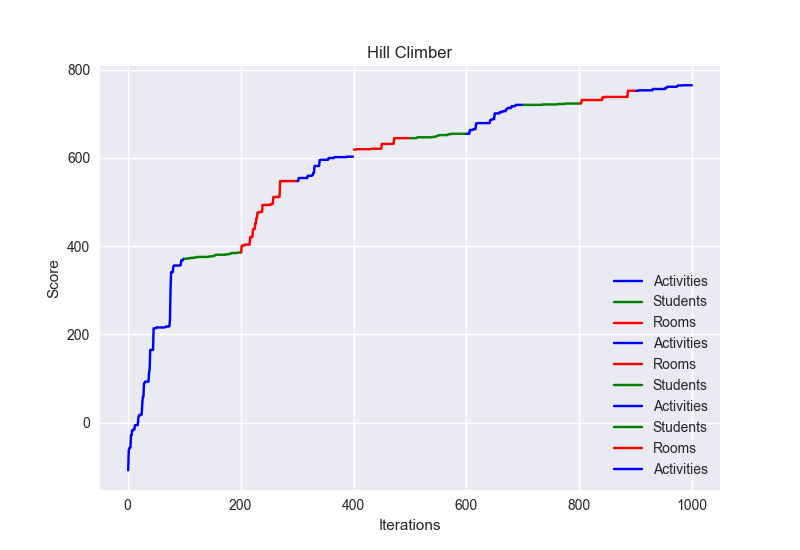 Hill Climber
Score
800
600
400
200
0
0 200 400 600 800 1000
Iterations
Activities
Students
Rooms
Activities
Rooms
Students
Activities
Students
Rooms
Activities